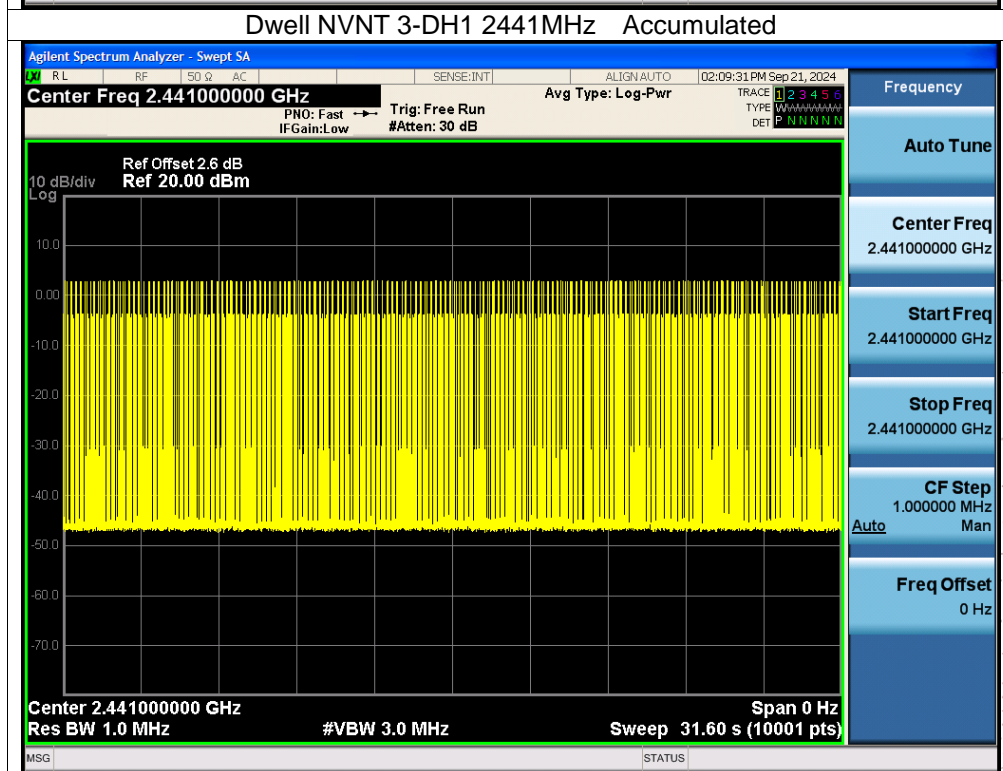 Dwell NVNT 3-DH1 2441MHz Accumulated
Agilent Spectrum Analyzer - Swept SA
LXI RL RF 50 Ω AC SENSE:INT ALIGN AUTO 02:09:31 PM Sep 21, 2024
Center Freq 2.441000000 GHz
PNO: Fast
IFGain:Low
Trig: Free Run
#Atten: 30 dB
Avg Type: Log-Pwr
TRACE 1 2 3 4 5 6
TYPE WWWWWW
DET P N N N N N
Ref Offset 2.6 dB
10 dB/div Ref 20.00 dBm
Log
10.0
0.00
-10.0
-20.0
-30.0
-40.0
-50.0
-60.0
-70.0
Center 2.441000000 GHz Span 0 Hz
Res BW 1.0 MHz #VBW 3.0 MHz Sweep 31.60 s (10001 pts)
MSG STATUS
Frequency
Auto Tune
Center Freq
2.441000000 GHz
Start Freq
2.441000000 GHz
Stop Freq
2.441000000 GHz
CF Step
1.000000 MHz
Auto Man
Freq Offset
0 Hz